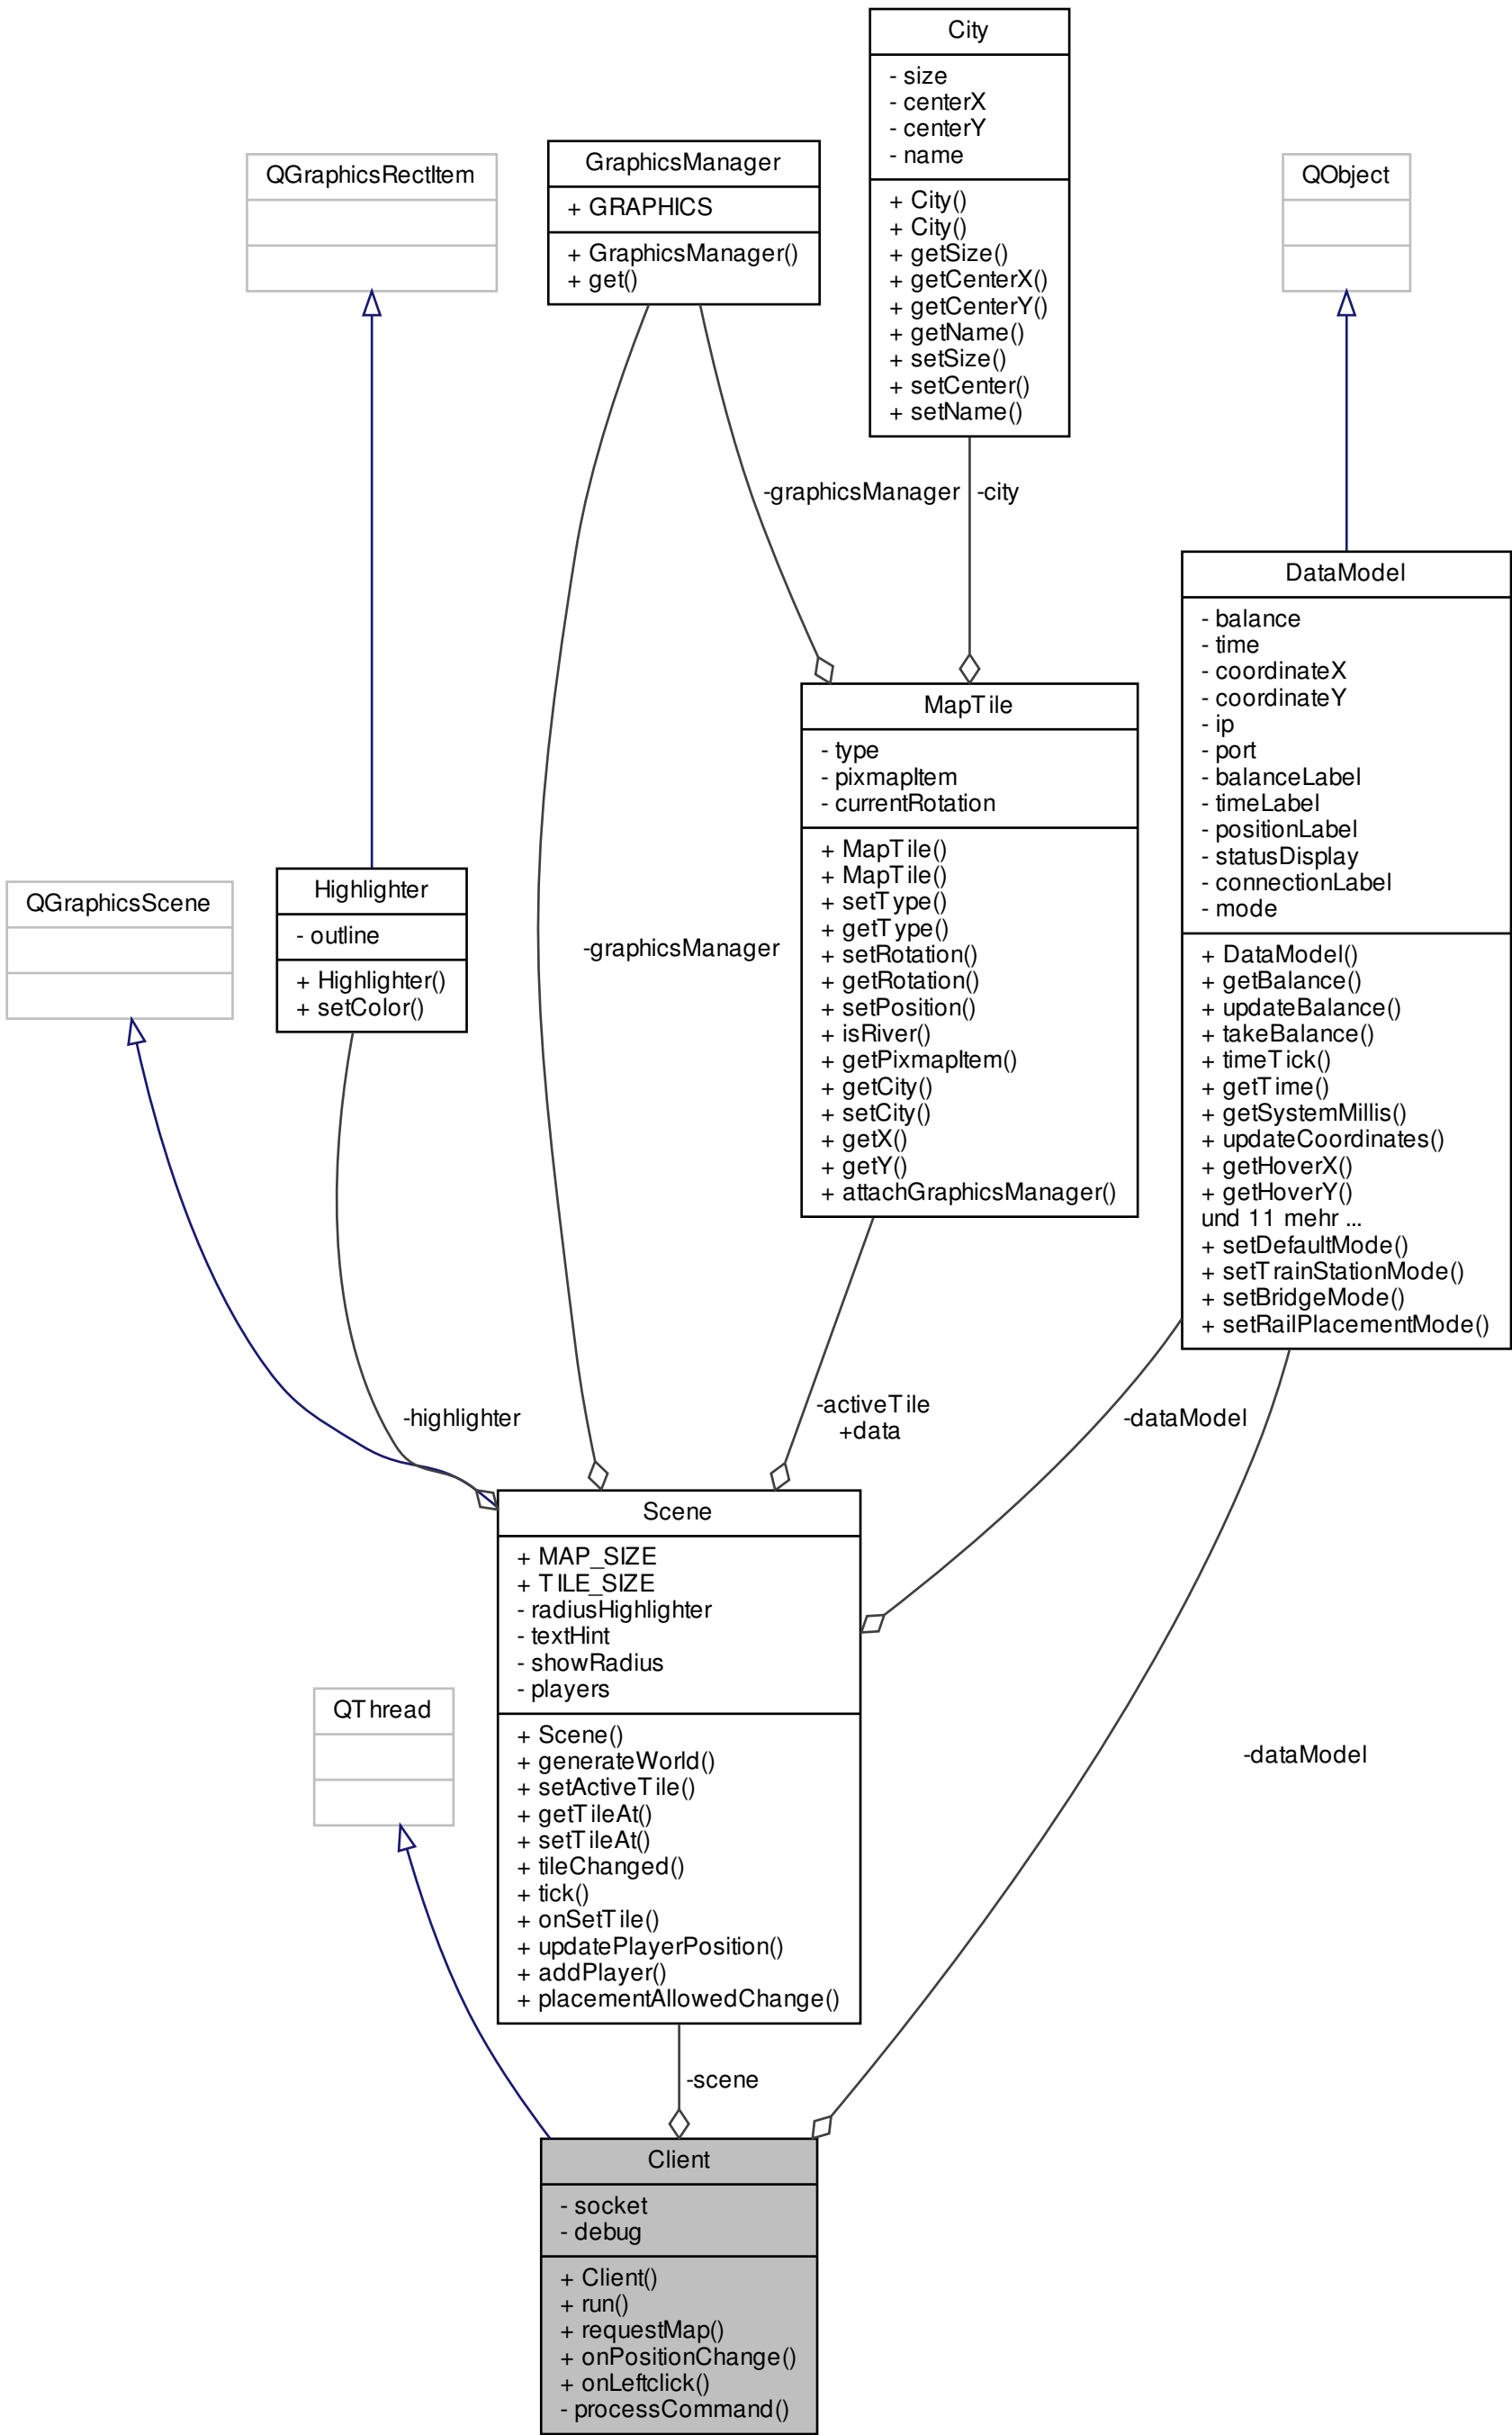 City
- size
- centerX
- centerY
- name
+ City()
+ City()
+ getSize()
+ getCenterX()
+ getCenterY()
+ getName()
+ setSize()
+ setCenter()
+ setName()
GraphicsManager
+ GRAPHICS
+ GraphicsManager()
+ get()
QGraphicsRectItem
QObject
-graphicsManager
-city
DataModel
- balance
- time
- coordinateX
- coordinateY
- ip
- port
- balanceLabel
- timeLabel
- positionLabel
- statusDisplay
- connectionLabel
- mode
+ DataModel()
+ getBalance()
+ updateBalance()
+ takeBalance()
+ timeTick()
+ getTime()
+ getSystemMillis()
+ updateCoordinates()
+ getHoverX()
+ getHoverY()
und 11 mehr ...
+ setDefaultMode()
+ setTrainStationMode()
+ setBridgeMode()
+ setRailPlacementMode()
MapTile
- type
- pixmapItem
- currentRotation
+ MapTile()
+ MapTile()
+ setType()
+ getType()
+ setRotation()
+ getRotation()
+ setPosition()
+ isRiver()
+ getPixmapItem()
+ getCity()
+ setCity()
+ getX()
+ getY()
+ attachGraphicsManager()
QGraphicsScene
Highlighter
- outline
+ Highlighter()
+ setColor()
-graphicsManager
-highlighter
-activeTile
+data
-dataModel
Scene
+ MAP_SIZE
+ TILE_SIZE
- radiusHighlighter
- textHint
- showRadius
- players
+ Scene()
+ generateWorld()
+ setActiveTile()
+ getTileAt()
+ setTileAt()
+ tileChanged()
+ tick()
+ onSetTile()
+ updatePlayerPosition()
+ addPlayer()
+ placementAllowedChange()
QThread
-dataModel
-scene
Client
- socket
- debug
+ Client()
+ run()
+ requestMap()
+ onPositionChange()
+ onLeftclick()
- processCommand()